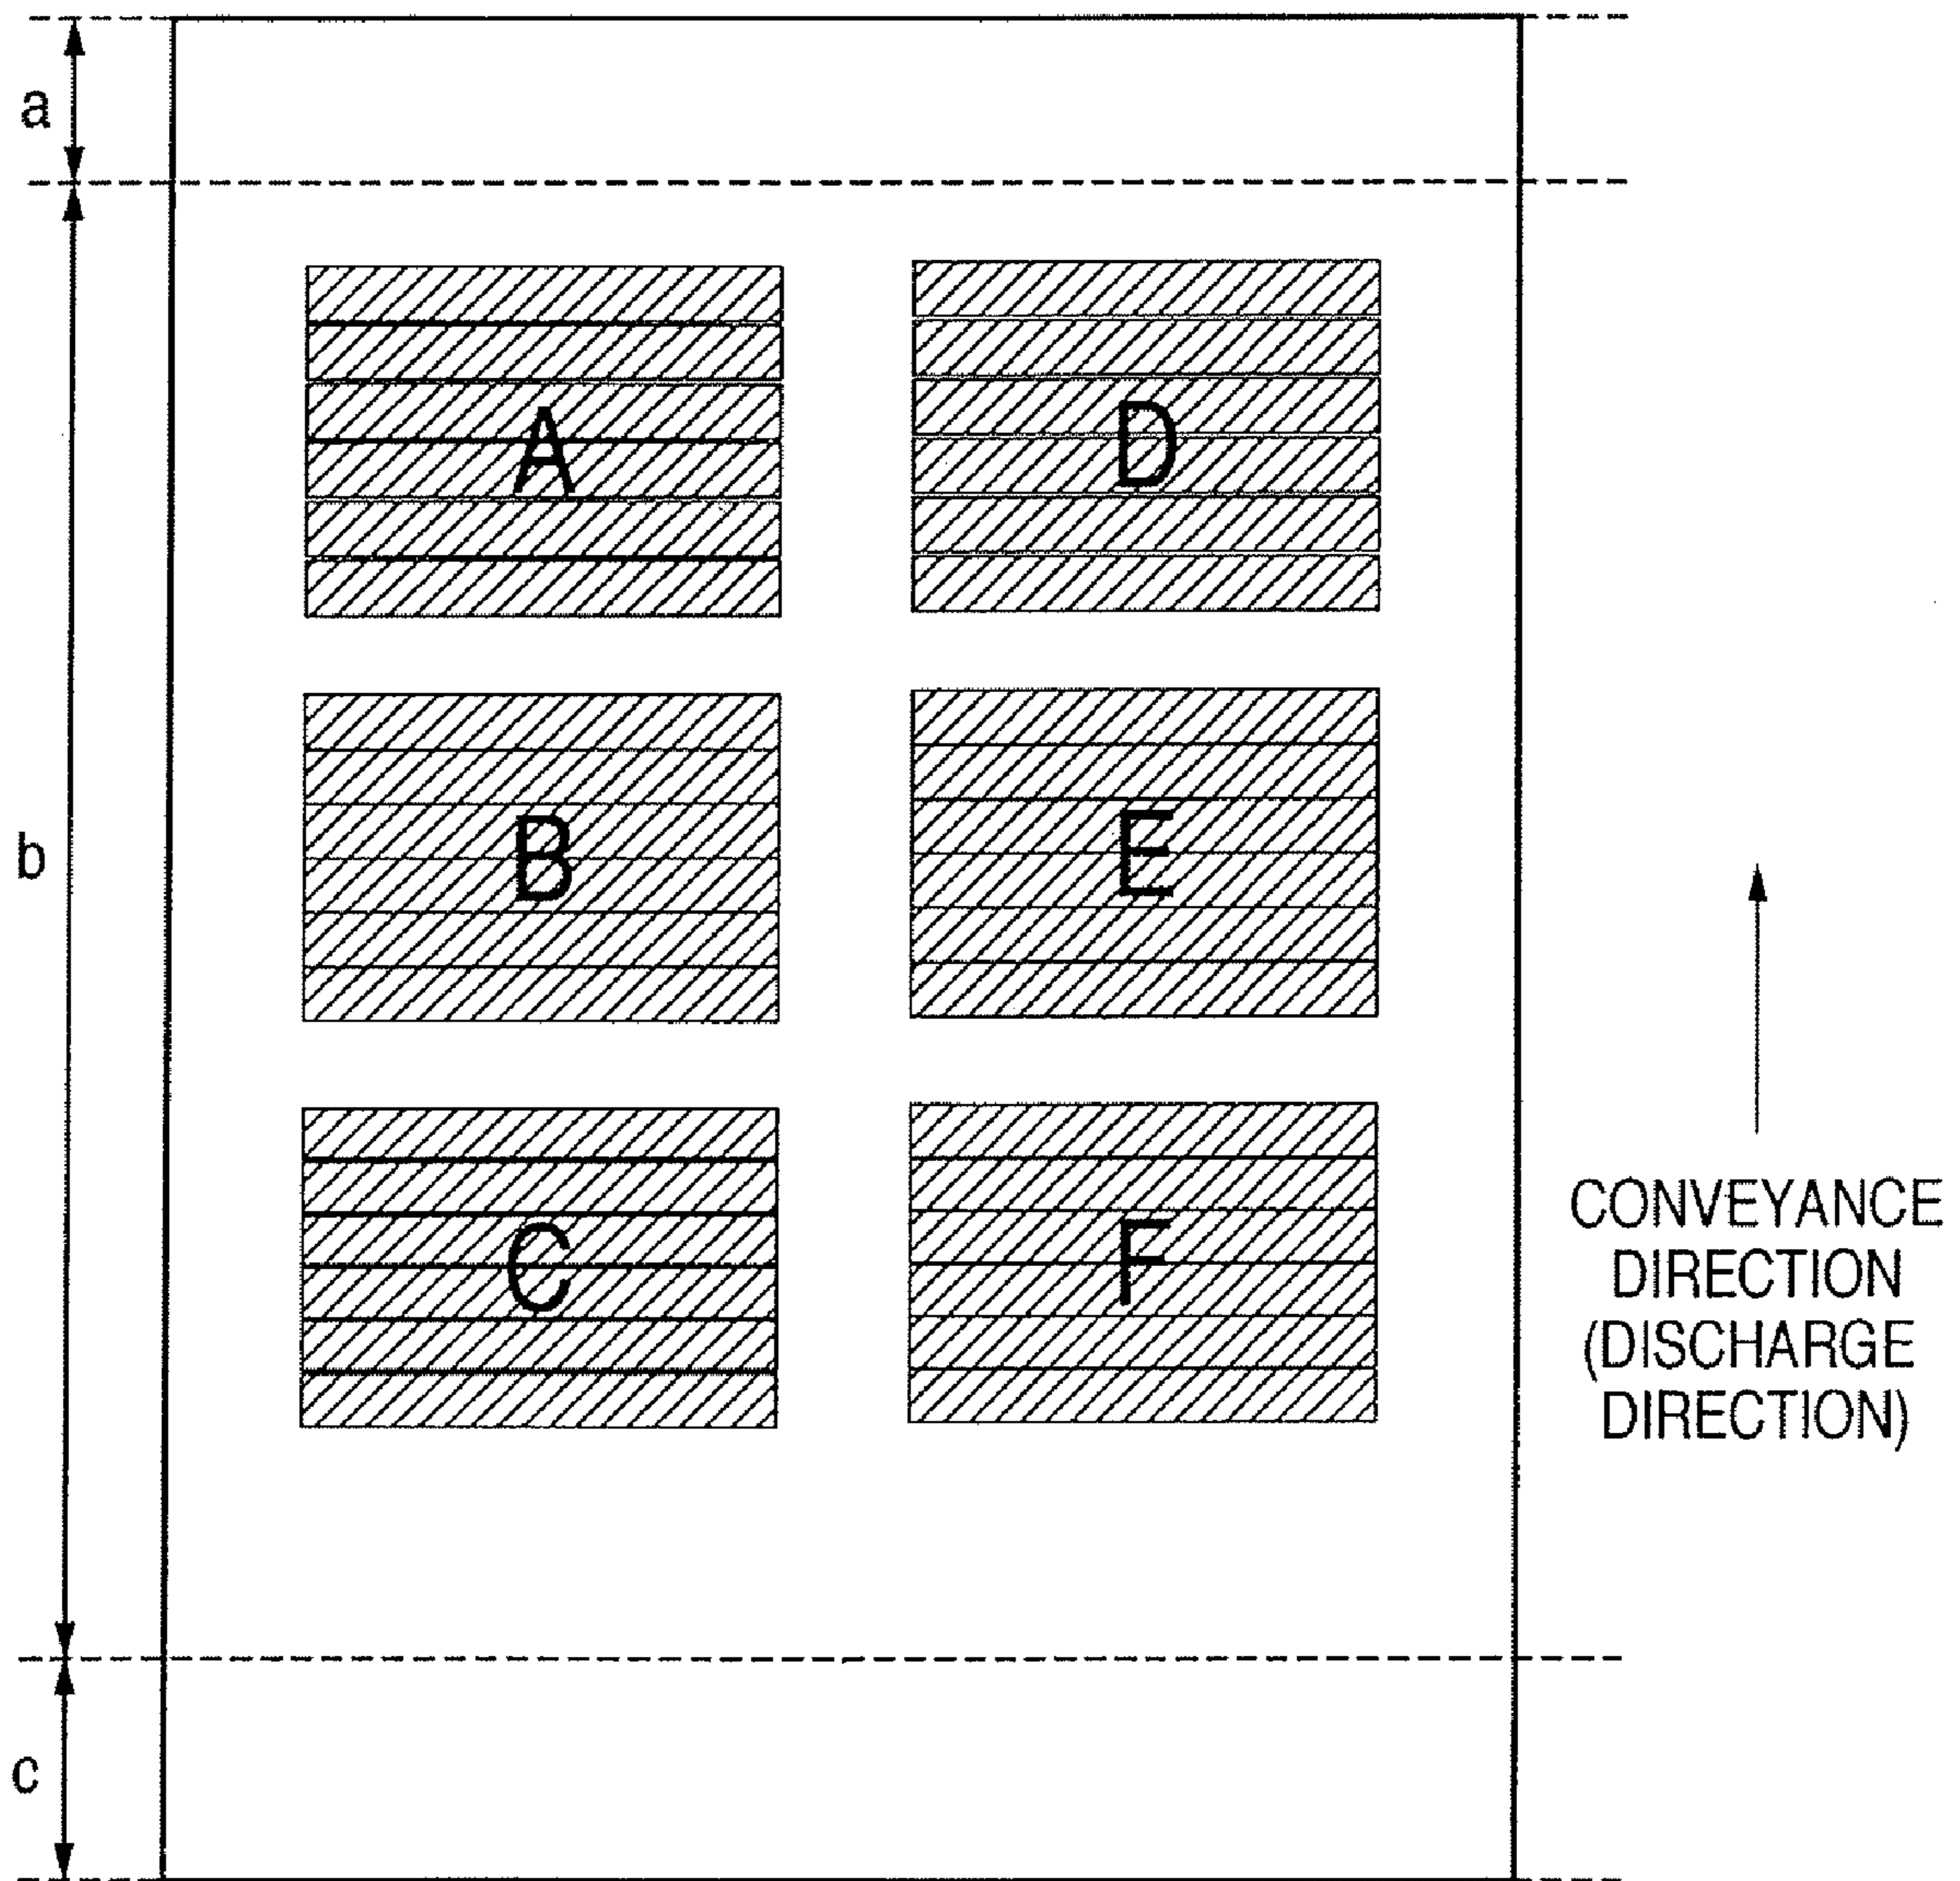 a
A
D
b
B
E
C
F
CONVEYANCE
DIRECTION
(DISCHARGE
DIRECTION)
c